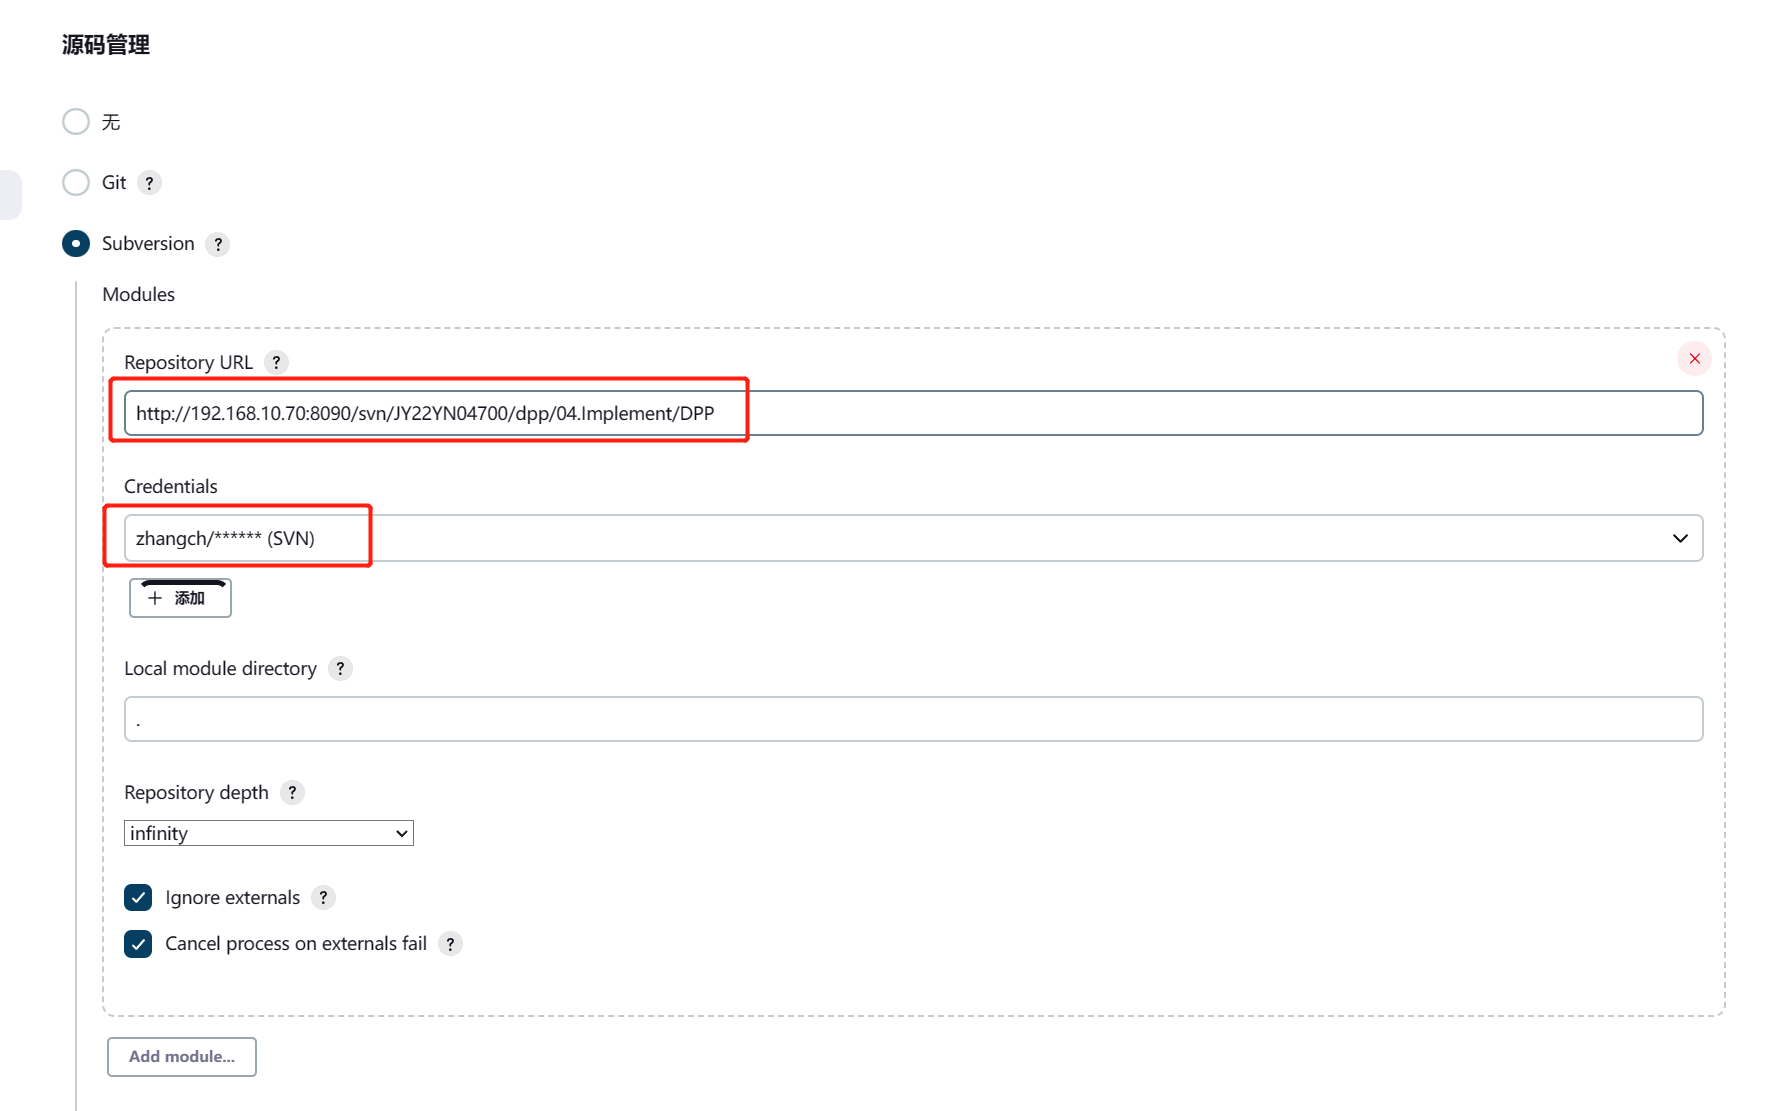 源码管理
无
Git ?
Subversion ?
Modules
Repository URL ?
http://192.168.10.70:8090/svn/JY22YN04700/dpp/04.Implement/DPP
Credentials
zhangch/****** (SVN)
+ 添加
Local module directory ?
.
Repository depth ?
infinity
Ignore externals ?
Cancel process on externals fail ?
Add module...